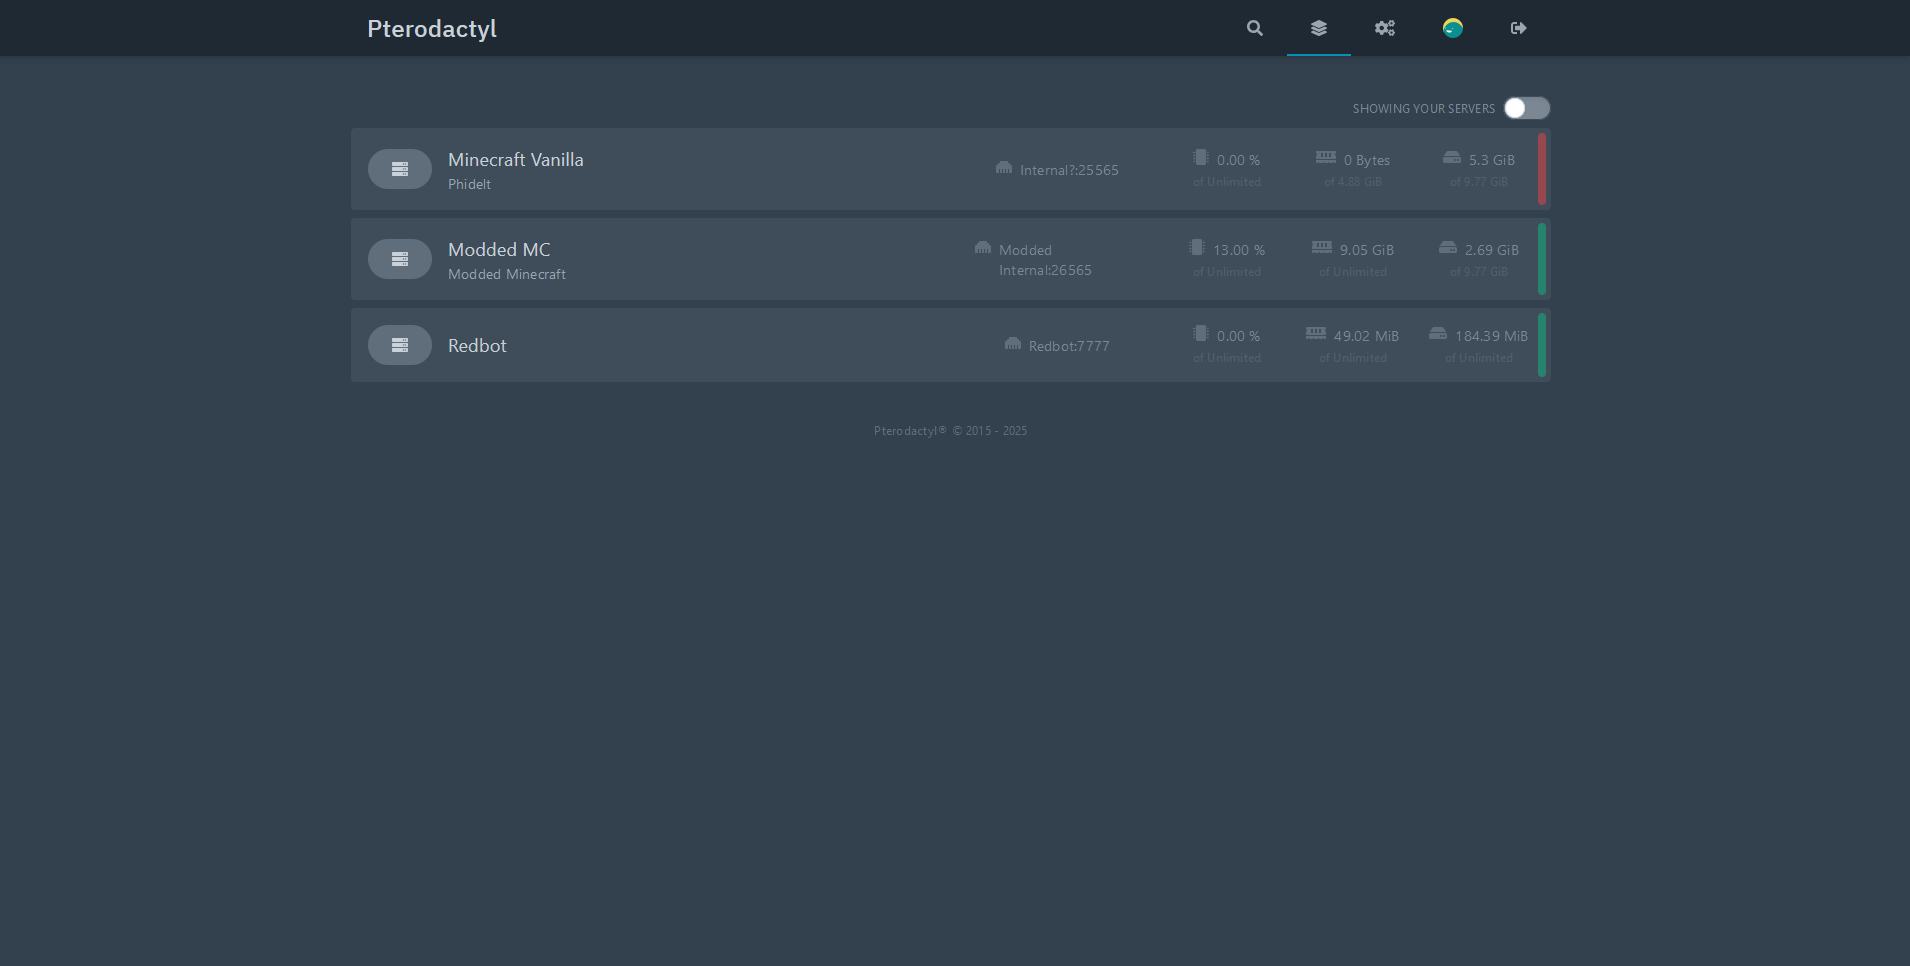 Pterodactyl
SHOWING YOUR SERVERS
Minecraft Vanilla
Phidelt
Internal?:25565
0.00 %
of Unlimited
0 Bytes
of 4.88 GiB
5.3 GiB
of 9.77 GiB
Modded MC
Modded Minecraft
Modded
Internal:26565
13.00 %
of Unlimited
9.05 GiB
of Unlimited
2.69 GiB
of 9.77 GiB
Redbot
Redbot:7777
0.00 %
of Unlimited
49.02 MiB
of Unlimited
184.39 MiB
of Unlimited
Pterodactyl® © 2015 - 2025